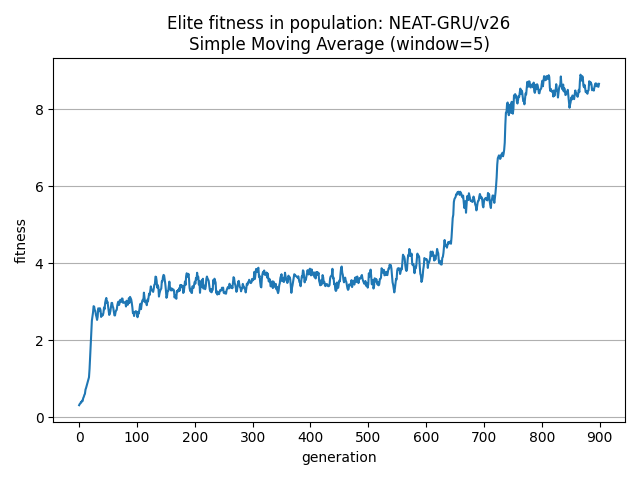 Elite fitness in population: NEAT-GRU/v26
Simple Moving Average (window=5)
fitness
8
6
4
2
0
0 100 200 300 400 500 600 700 800 900
generation